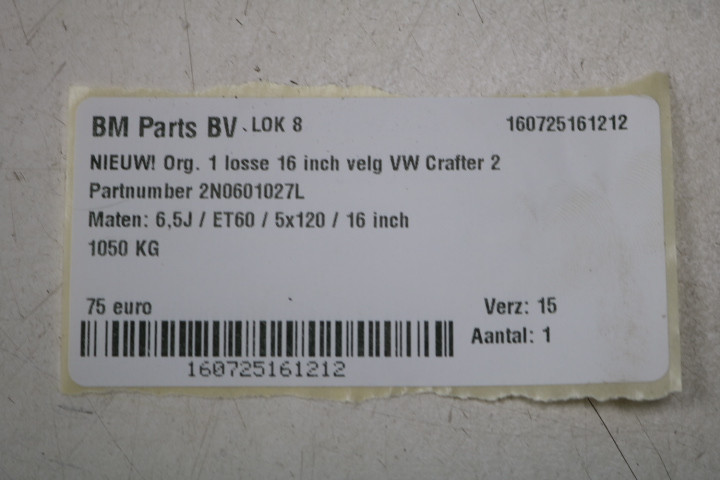 BM Parts BV LOK 8 160725161212
NIEUW! Org. 1 losse 16 inch velg VW Crafter 2
Partnumber 2N0601027L
Maten: 6,5J / ET60 / 5x120 / 16 inch
1050 KG
75 euro Verz: 15
Aantal: 1
160725161212